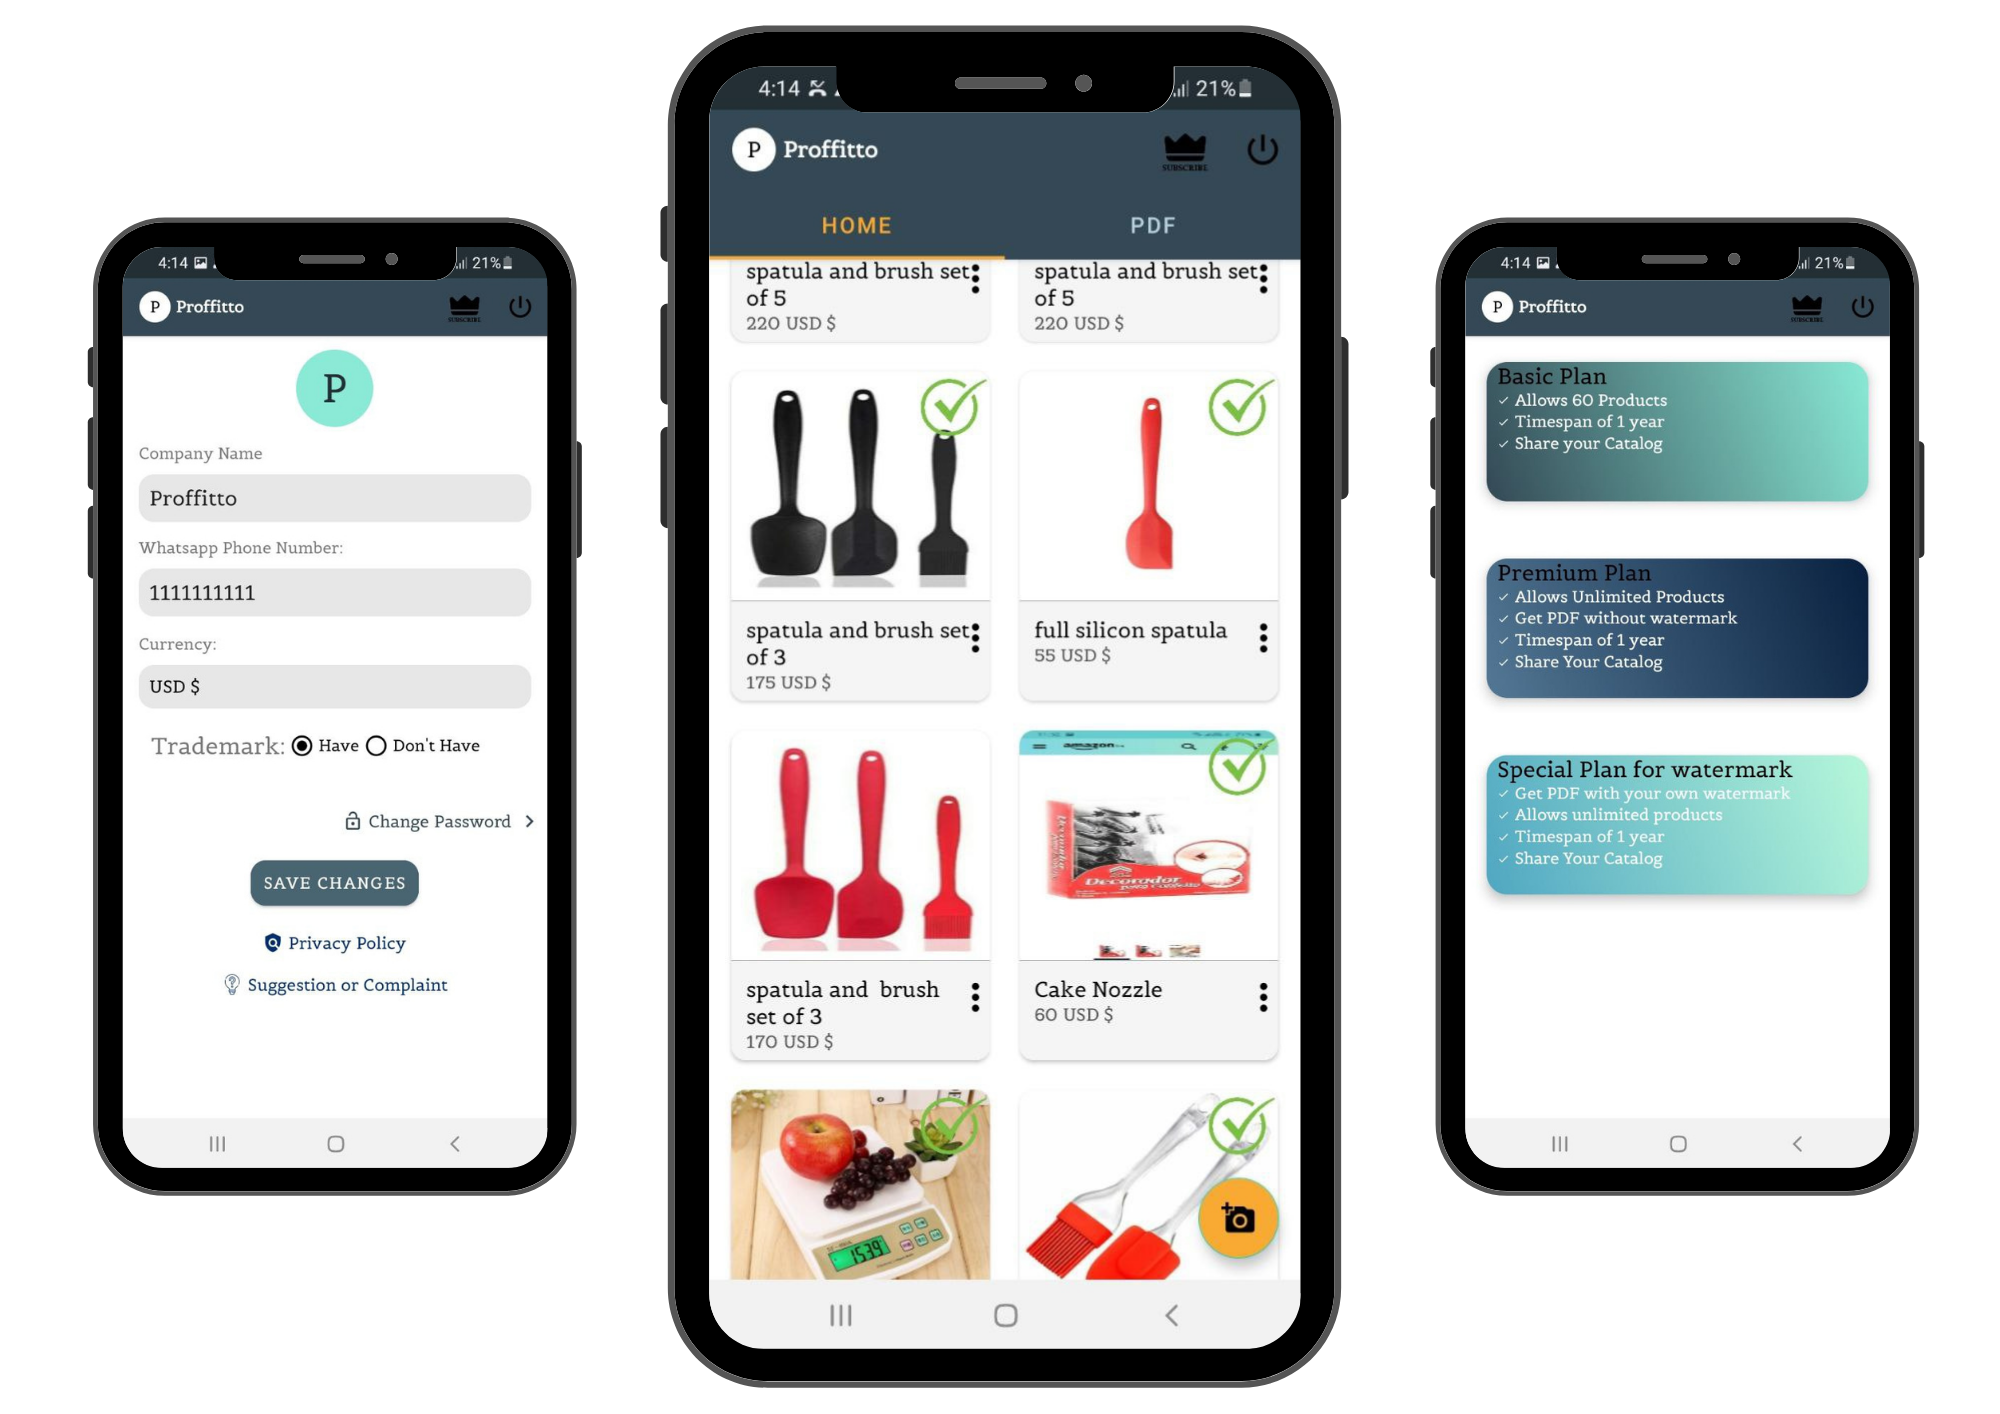 4:14
21%
P Proffitto
SUBSCRIBE
P
Company Name
Proffitto
Whatsapp Phone Number:
1111111111
Currency:
USD $
Trademark: Have Don't Have
Change Password
SAVE CHANGES
Privacy Policy
Suggestion or Complaint
4:14
21%
P Proffitto
SUBSCRIBE
HOME PDF
spatula and brush set
of 5
220 USD $
spatula and brush set
of 5
220 USD $
spatula and brush set
of 3
175 USD $
full silicon spatula
55 USD $
spatula and brush
set of 3
170 USD $
amazon
Decorador
Cake Nozzle
60 USD $
1539
4:14
21%
P Proffitto
SUBSCRIBE
Basic Plan
Allows 60 Products
Timespan of 1 year
Share your Catalog
Premium Plan
Allows Unlimited Products
Get PDF without watermark
Timespan of 1 year
Share Your Catalog
Special Plan for watermark
Get PDF with your own watermark
Allows unlimited products
Timespan of 1 year
Share Your Catalog